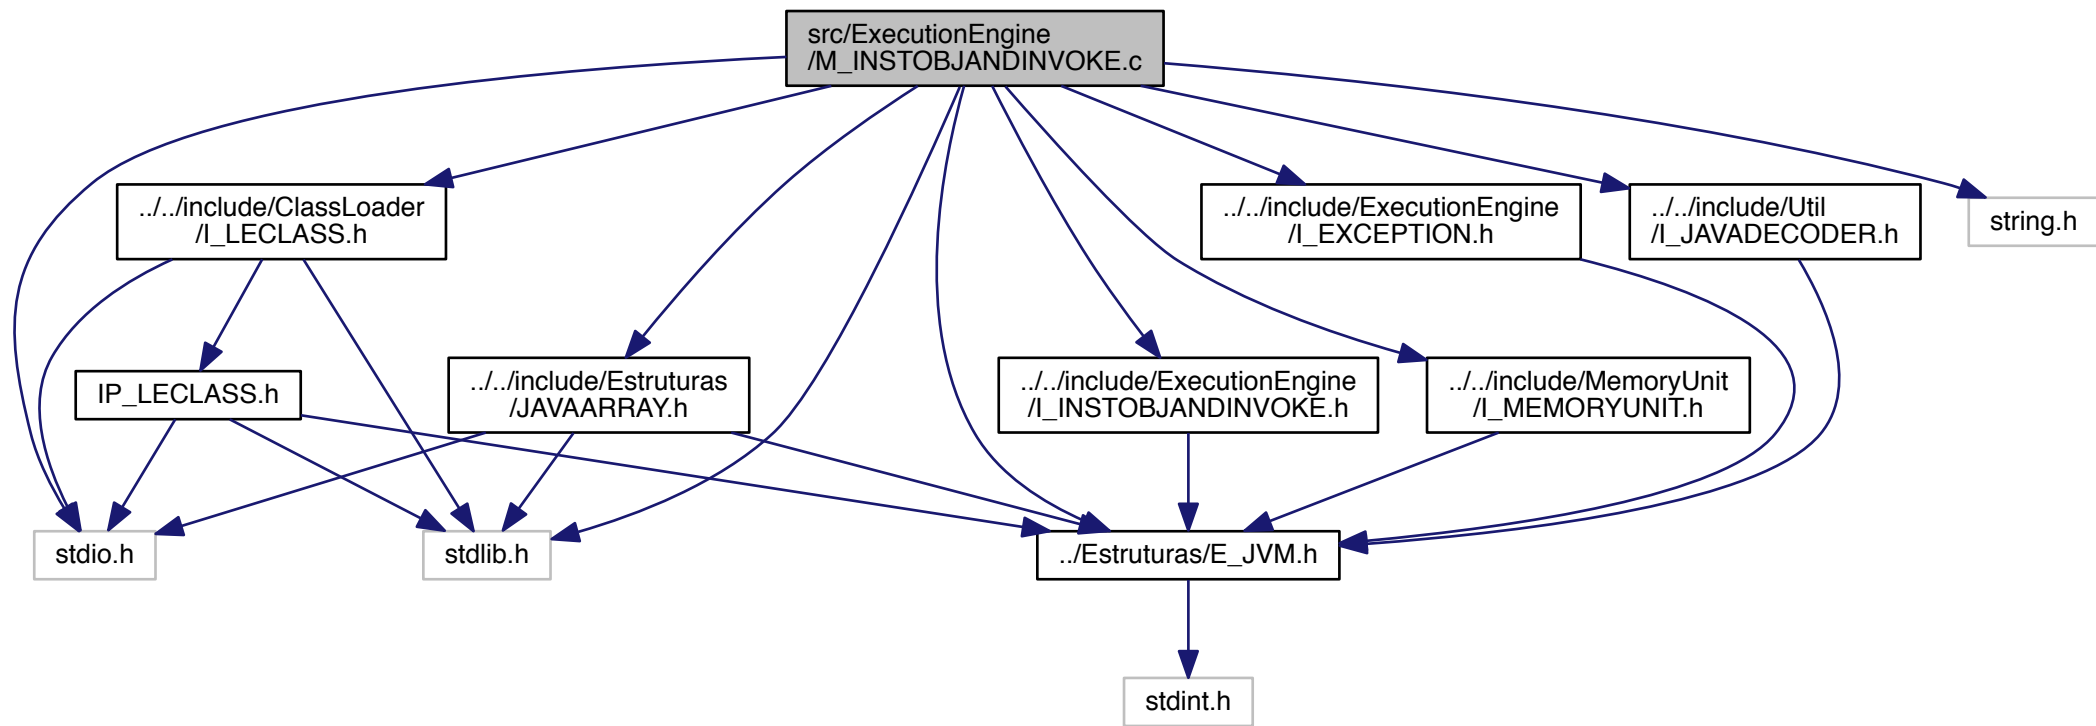 src/ExecutionEngine
/M_INSTOBJANDINVOKE.c
../../include/ClassLoader
/I_LECLASS.h
../../include/ExecutionEngine
/I_EXCEPTION.h
../../include/Util
/I_JAVADECODER.h
string.h
IP_LECLASS.h
../../include/Estruturas
/JAVAARRAY.h
../../include/ExecutionEngine
/I_INSTOBJANDINVOKE.h
../../include/MemoryUnit
/I_MEMORYUNIT.h
stdio.h
stdlib.h
../Estruturas/E_JVM.h
stdint.h